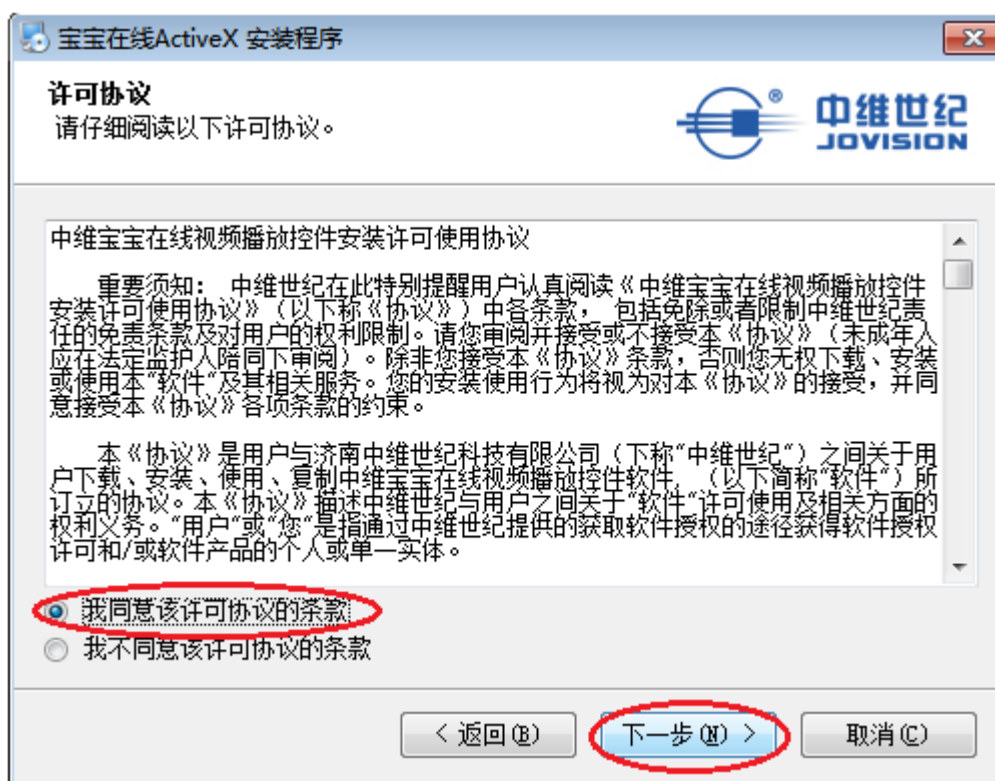 宝宝在线ActiveX 安装程序
许可协议
请仔细阅读以下许可协议。
®
中维世纪
JOVISION
中维宝宝在线视频播放控件安装许可使用协议
重要须知： 中维世纪在此特别提醒用户认真阅读《中维宝宝在线视频播放控件
安装许可使用协议》（以下称《协议》）中各条款， 包括免除或者限制中维世纪责
任的免责条款及对用户的权利限制。请您审阅并接受或不接受本《协议》（未成年人
应在法定监护人陪同下审阅）。除非您接受本《协议》条款，否则您无权下载、安装
或使用本"软件"及其相关服务。您的安装使用行为将视为对本《协议》的接受，并同
意接受本《协议》各项条款的约束。
本《协议》是用户与济南中维世纪科技有限公司（下称"中维世纪"）之间关于用
户下载、安装、使用、复制中维宝宝在线视频播放控件软件，（以下简称"软件"）所
订立的协议。本《协议》描述中维世纪与用户之间关于"软件"许可使用及相关方面的
权利义务。"用户"或"您"是指通过中维世纪提供的获取软件授权的途径获得软件授权
许可和/或软件产品的个人或单一实体。
我同意该许可协议的条款
我不同意该许可协议的条款
< 返回(B)
下一步(N) >
取消(C)